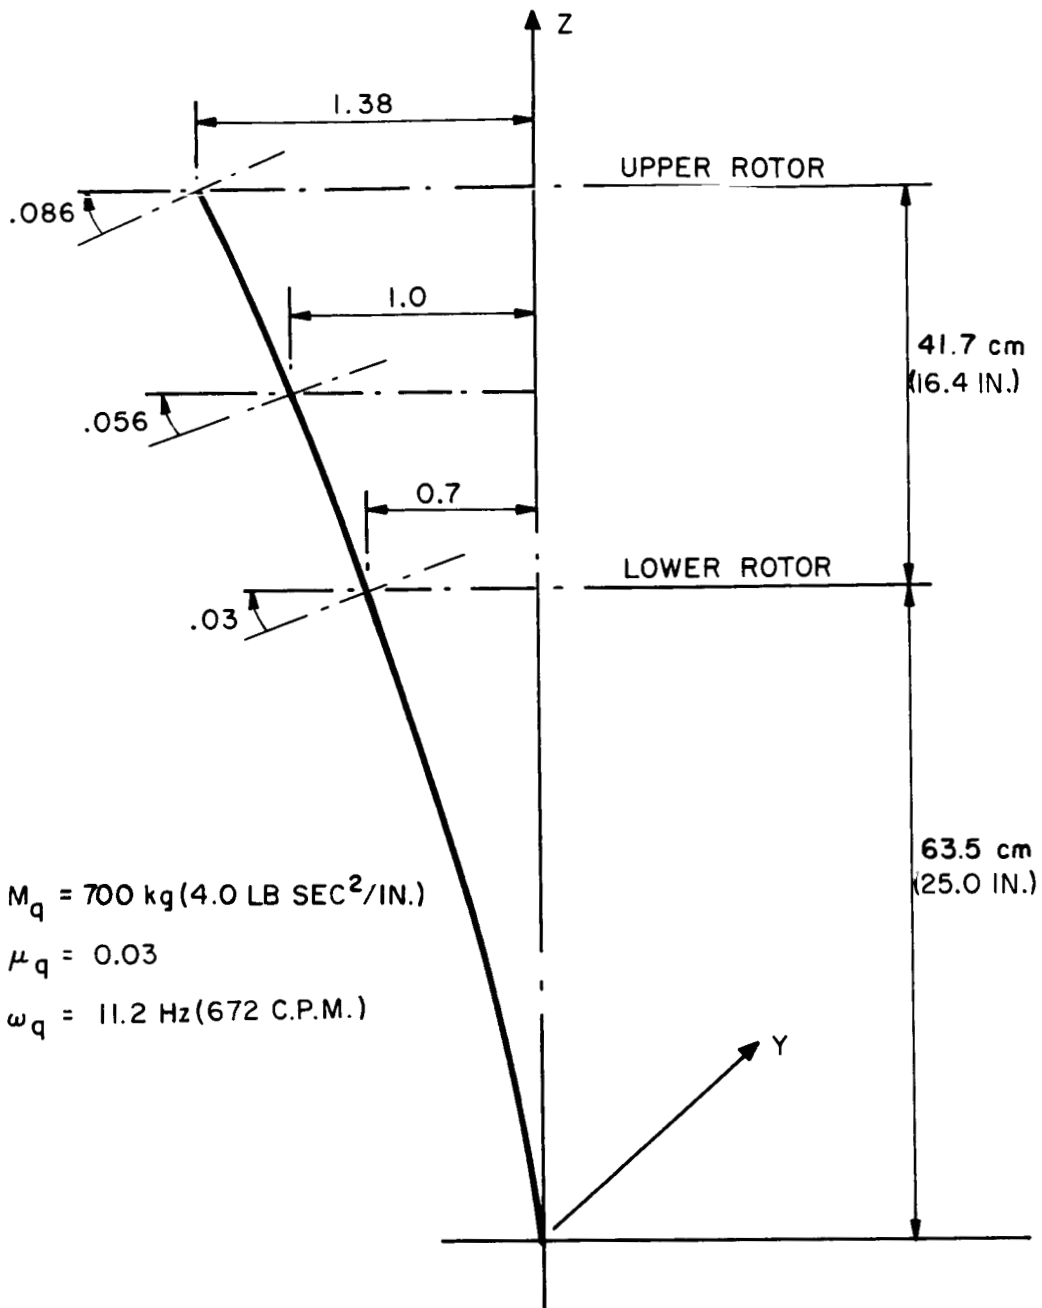 Z
1.38
UPPER ROTOR
.086
1.0
41.7 cm
(16.4 IN.)
.056
0.7
LOWER ROTOR
.03
63.5 cm
(25.0 IN.)
Mq = 700 kg (4.0 LB SEC²/IN.)
μq = 0.03
ωq = 11.2 Hz (672 C.P.M.)
Y